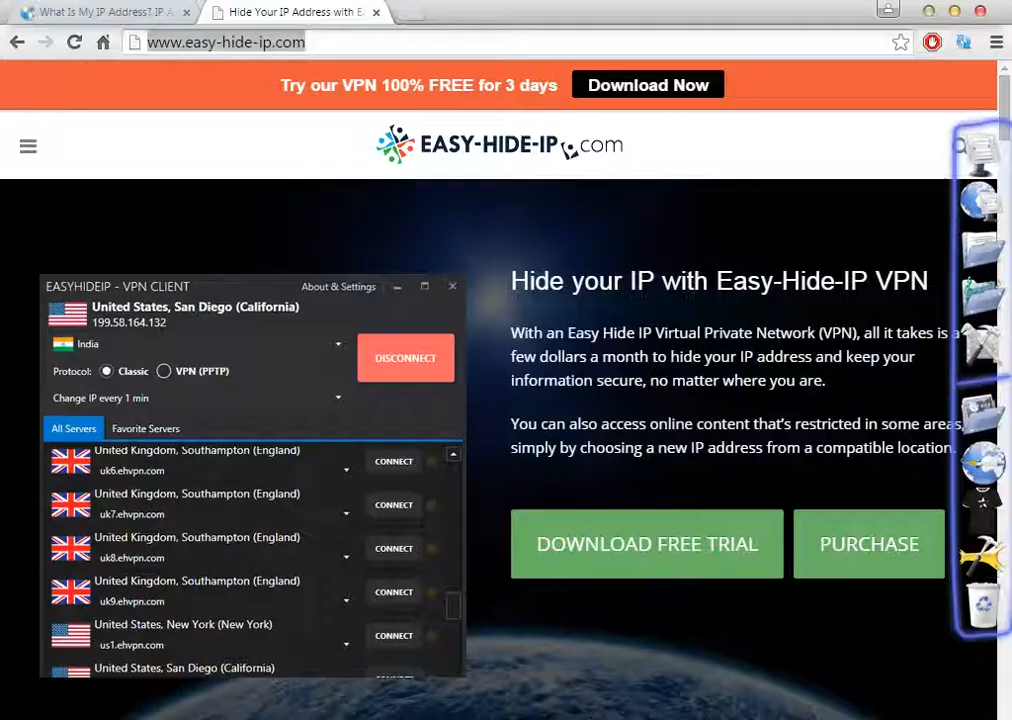 What Is My IP Address? IP A
Hide Your IP Address with E
www.easy-hide-ip.com
Try our VPN 100% FREE for 3 days
Download Now
EASY-HIDE-IP.com
EASYHIDEIP - VPN CLIENT
About & Settings
United States, San Diego (California)
199.58.164.132
India
DISCONNECT
Protocol: Classic VPN (PPTP)
Change IP every 1 min
All Servers
Favorite Servers
United Kingdom, Southampton (England)
uk6.ehvpn.com
CONNECT
United Kingdom, Southampton (England)
uk7.ehvpn.com
CONNECT
United Kingdom, Southampton (England)
uk8.ehvpn.com
CONNECT
United Kingdom, Southampton (England)
uk9.ehvpn.com
CONNECT
United States, New York (New York)
us1.ehvpn.com
CONNECT
United States, San Diego (California)
Hide your IP with Easy-Hide-IP VPN
With an Easy Hide IP Virtual Private Network (VPN), all it takes is a
few dollars a month to hide your IP address and keep your
information secure, no matter where you are.
You can also access online content that's restricted in some areas,
simply by choosing a new IP address from a compatible location.
DOWNLOAD FREE TRIAL
PURCHASE